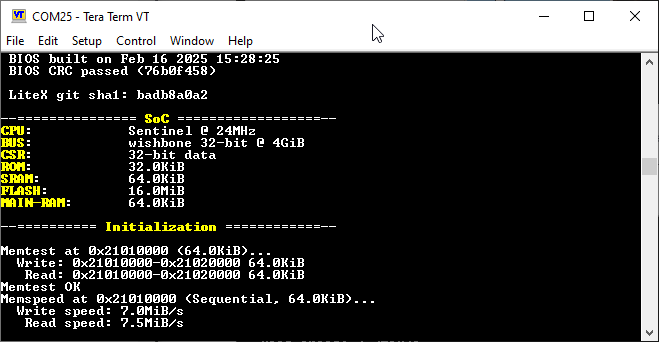 VT COM25 - Tera Term VT
File Edit Setup Control Window Help
BIOS built on Feb 16 2025 15:28:25
BIOS CRC passed (76b0f458)
LiteX git sha1: badb8a0a2
--=============== SoC ==================--
CPU: Sentinel @ 24MHz
BUS: wishbone 32-bit @ 4GiB
CSR: 32-bit data
ROM: 32.0KiB
SRAM: 64.0KiB
FLASH: 16.0MiB
MAIN-RAM: 64.0KiB
--========== Initialization ============--
Memtest at 0x21010000 (64.0KiB)...
Write: 0x21010000-0x21020000 64.0KiB
Read: 0x21010000-0x21020000 64.0KiB
Memtest OK
Memspeed at 0x21010000 (Sequential, 64.0KiB)...
Write speed: 7.0MiB/s
Read speed: 7.5MiB/s